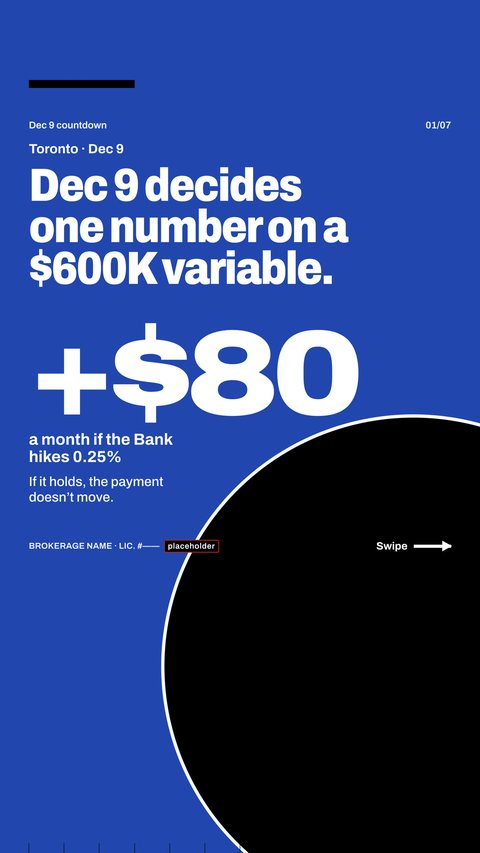 Dec 9 countdown
01/07
Toronto · Dec 9
Dec 9 decides
one number on a
$600K variable.
+$80
a month if the Bank
hikes 0.25%
If it holds, the payment
doesn’t move.
BROKERAGE NAME · LIC. #—— placeholder
Swipe